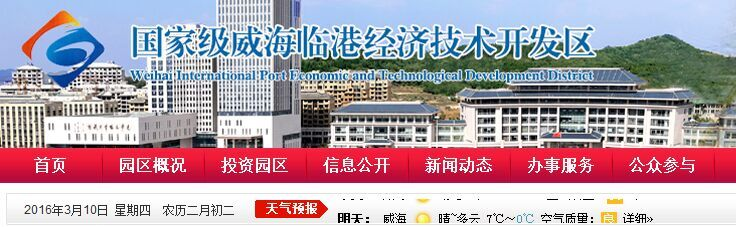 国家级威海临港经济技术开发区
Weihai International Port Economic and Technological Development District
首页 园区概况 投资园区 信息公开 新闻动态 办事服务 公众参与
2016年3月10日 星期四 农历二月初二 天气预报 明天: 威海 晴~多云 7℃~0℃ 空气质量: 良 详细»